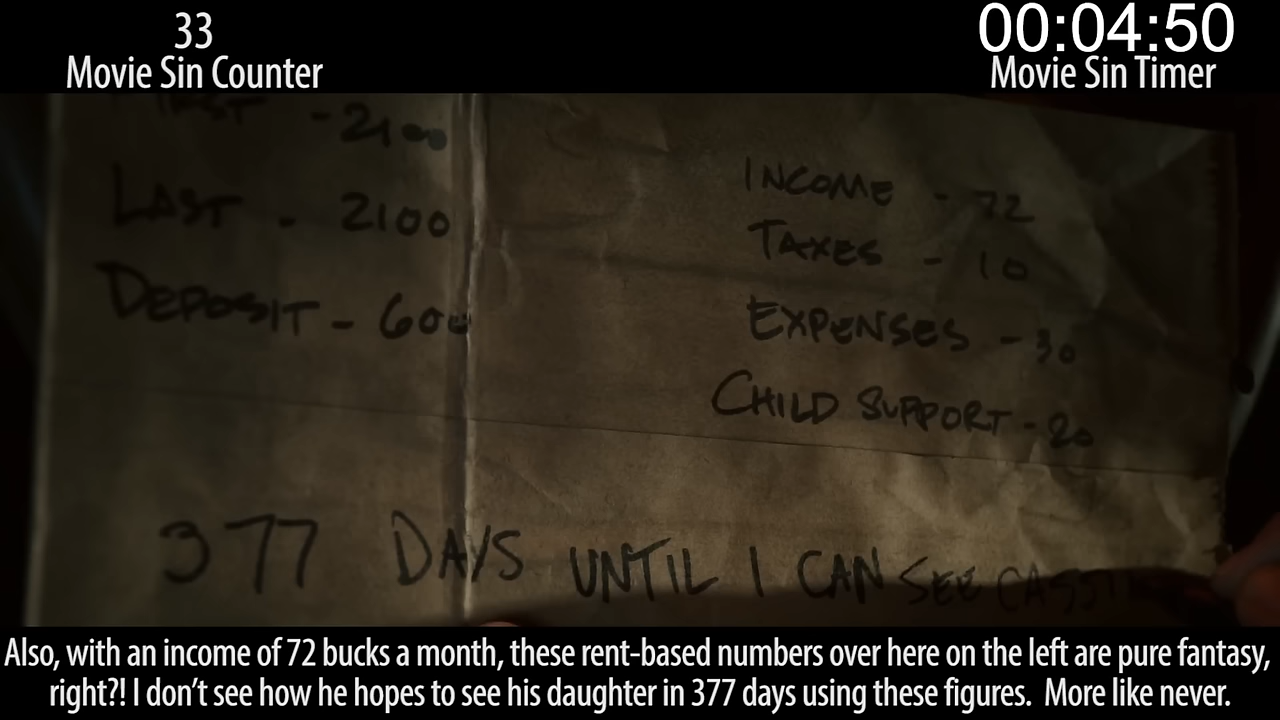 33
Movie Sin Counter
00:04:50
Movie Sin Timer
FIRST - 2100
LAST - 2100
DEPOSIT - 600
INCOME - 72
TAXES - 10
EXPENSES - 30
CHILD SUPPORT - 20
377 DAYS UNTIL I CAN SEE CASSI
Also, with an income of 72 bucks a month, these rent-based numbers over here on the left are pure fantasy,
right?! I don't see how he hopes to see his daughter in 377 days using these figures. More like never.